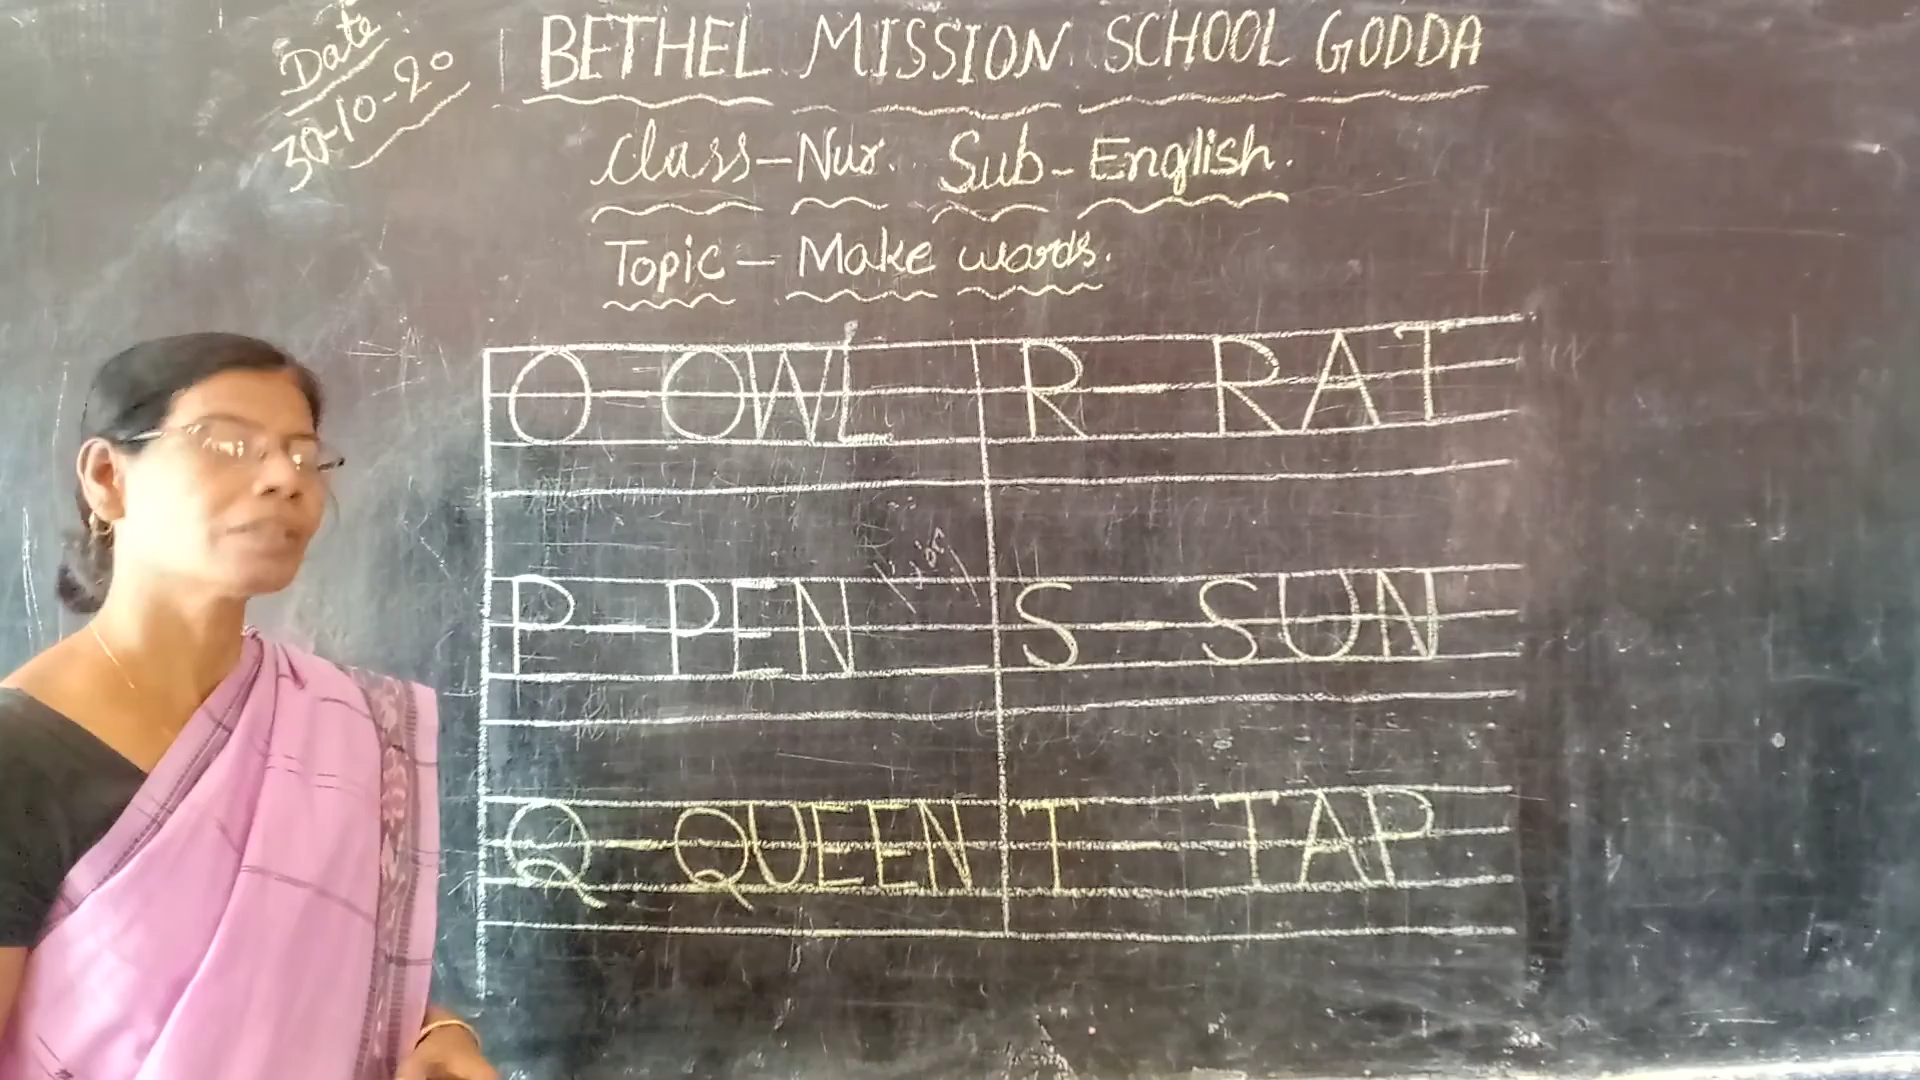 Date
30-10-20
BETHEL MISSION SCHOOL GODDA
Class-Nur. Sub-English.
Topic - Make words.
O - OWL R - RAT
P - PEN S - SUN
Q - QUEEN T - TAP